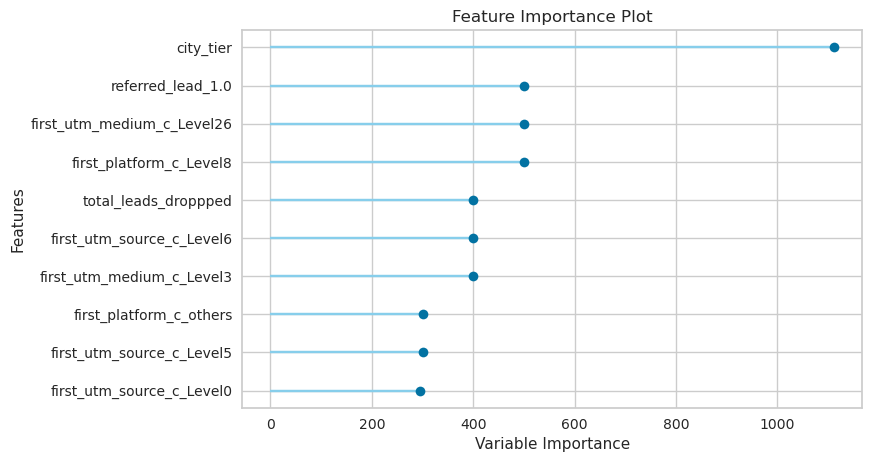 Feature Importance Plot
city_tier
referred_lead_1.0
first_utm_medium_c_Level26
first_platform_c_Level8
total_leads_droppped
first_utm_source_c_Level6
first_utm_medium_c_Level3
first_platform_c_others
first_utm_source_c_Level5
first_utm_source_c_Level0
Features
0 200 400 600 800 1000
Variable Importance